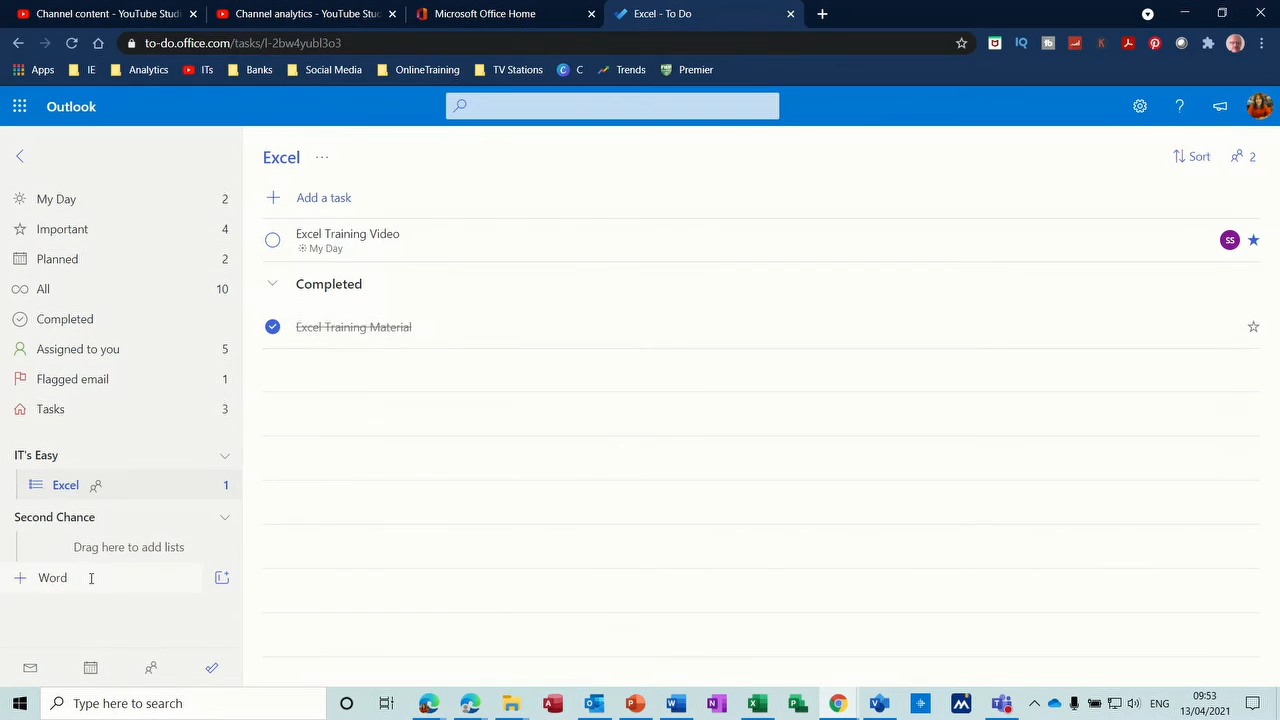 Channel content - YouTube Studi
Channel analytics - YouTube Stu
Microsoft Office Home
Excel - To Do
to-do.office.com/tasks/l-2bw4yubl3o3
Apps
IE
Analytics
ITs
Banks
Social Media
OnlineTraining
TV Stations
C
Trends
Premier
Outlook
My Day 2
Important 4
Planned 2
All 10
Completed
Assigned to you 5
Flagged email 1
Tasks 3
IT's Easy
Excel 1
Second Chance
Drag here to add lists
Word
Excel ...
Sort 2
Add a task
Excel Training Video
My Day
SS
Completed
Excel Training Material
Type here to search
ENG
09:53
13/04/2021